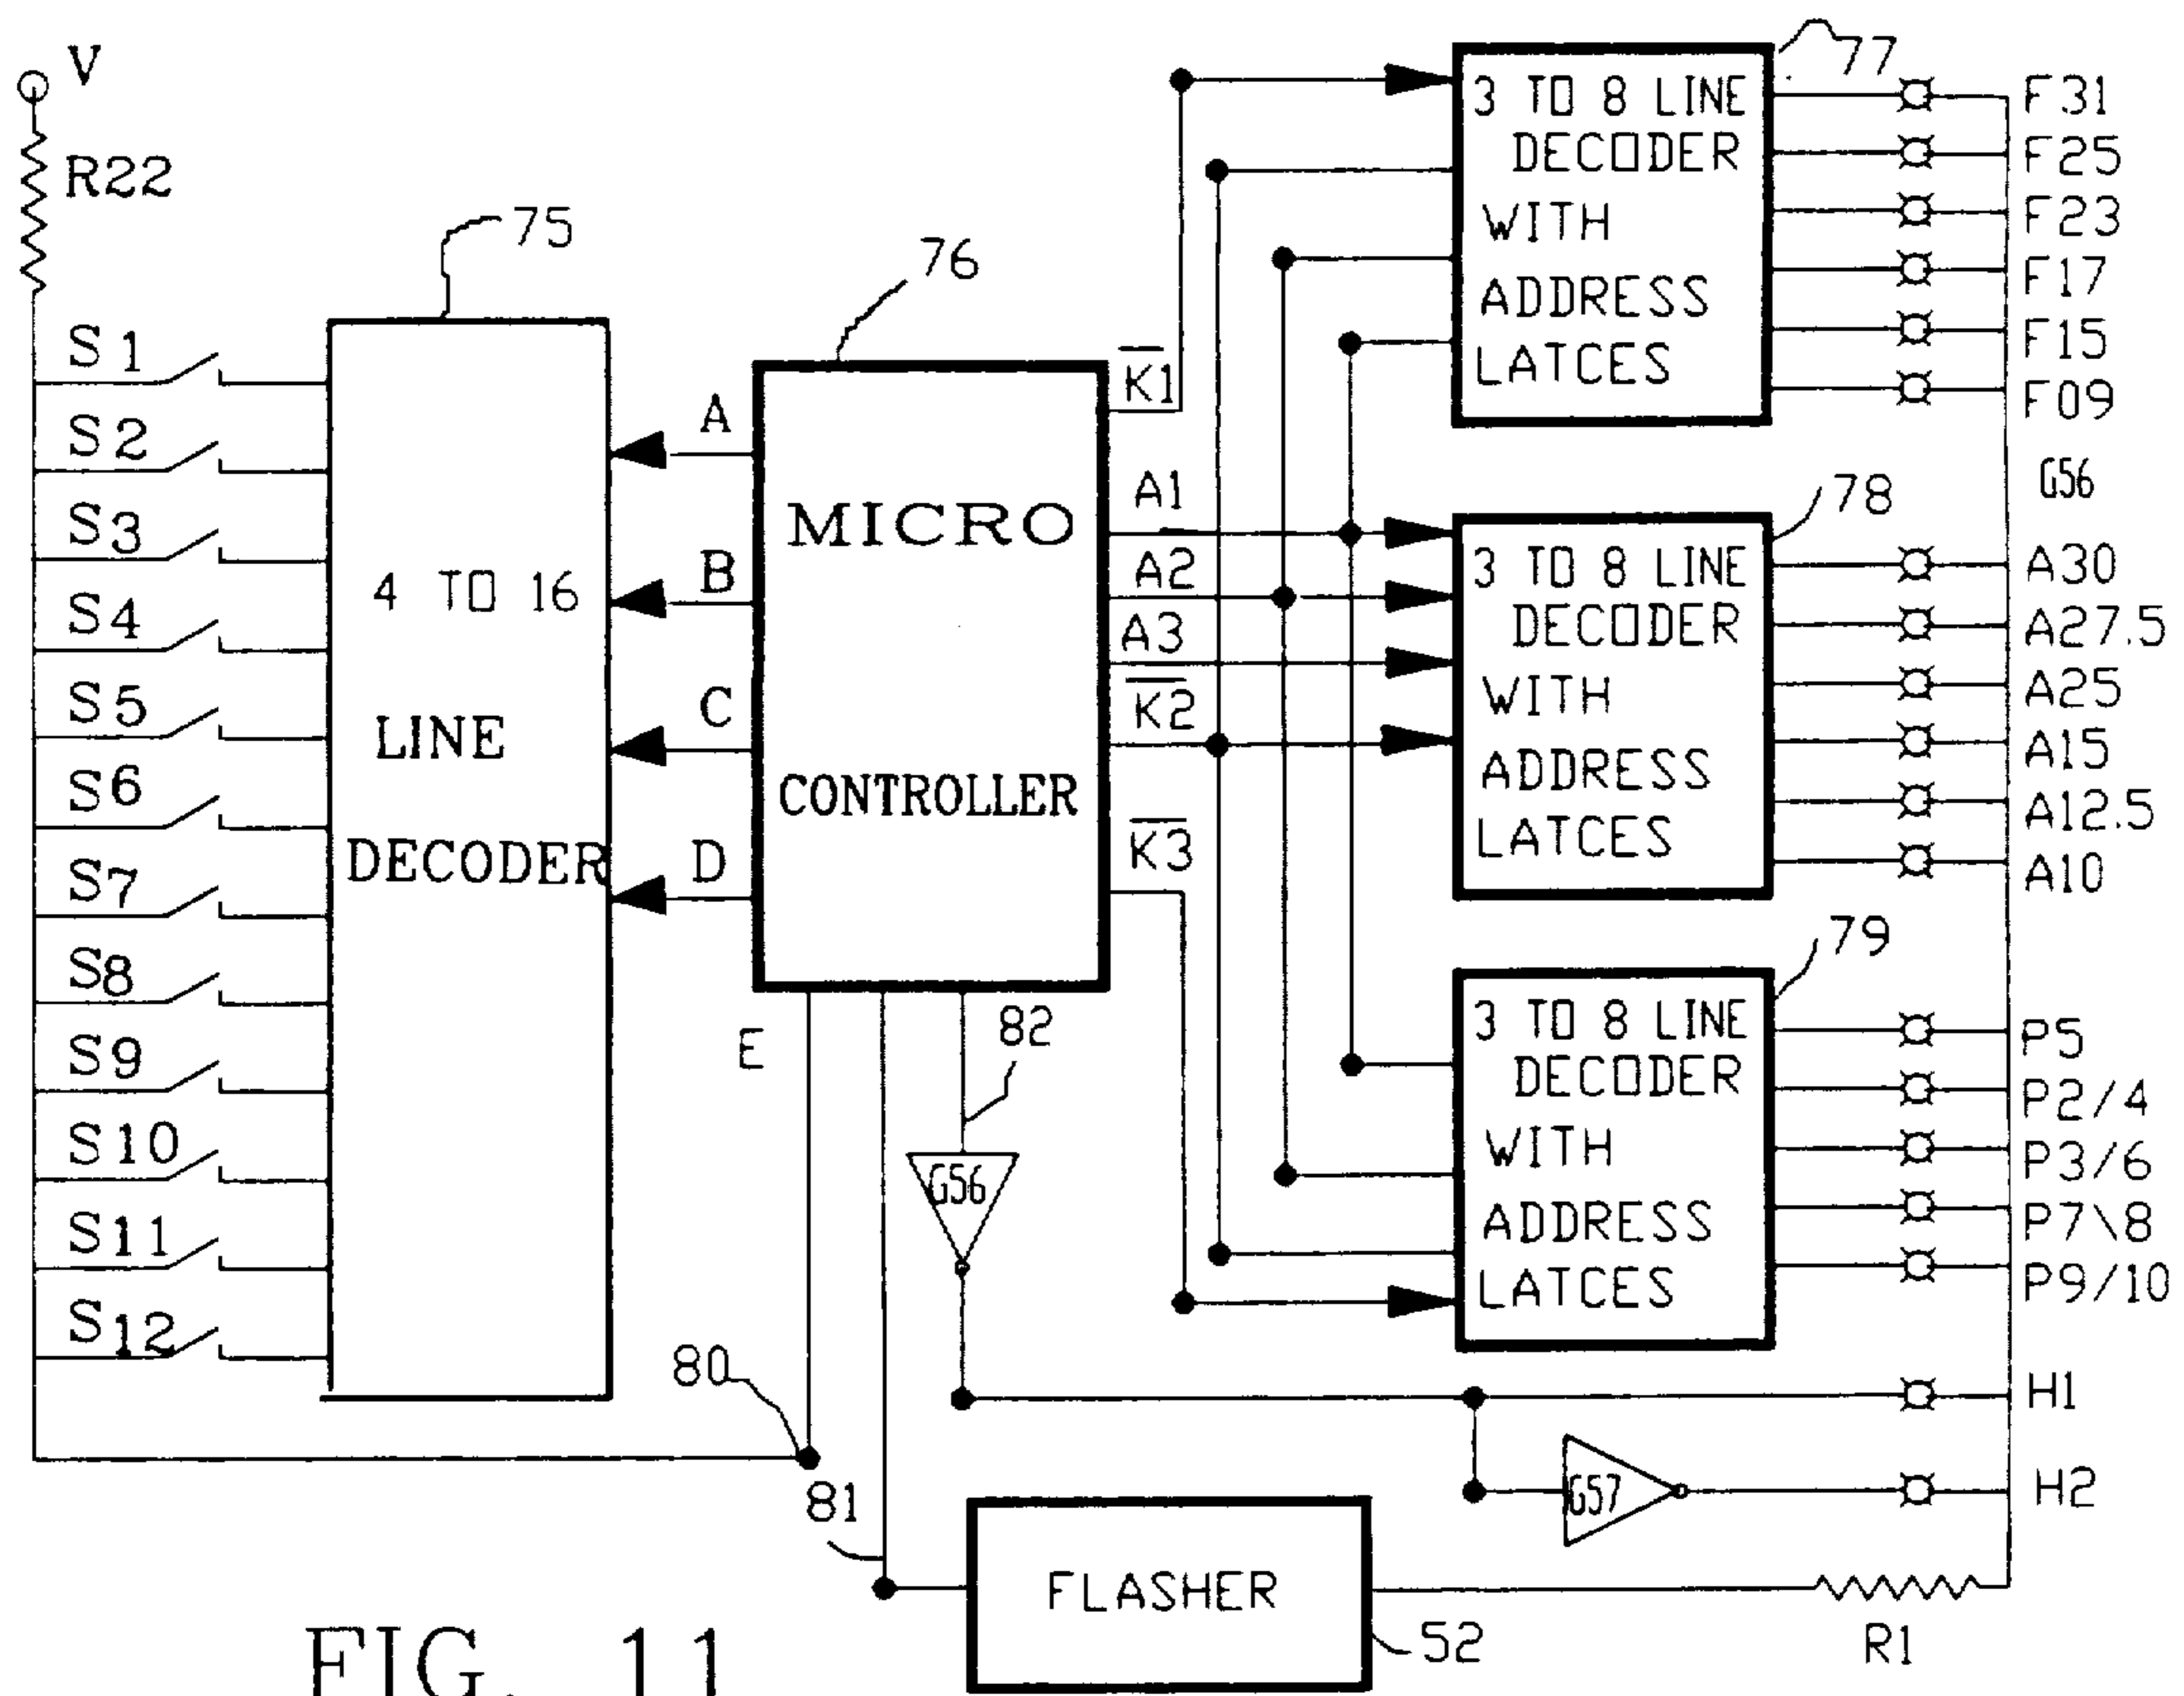 V
R22
75
S1
S2
S3
S4
S5
S6
S7
S8
S9
S10
S11
S12
4 TO 16
LINE
DECODER
A
B
C
D
76
MICRO
CONTROLLER
K1
A1
A2
A3
K2
K3
E
82
G56
80
81
77
3 TO 8 LINE
DECODER
WITH
ADDRESS
LATCES
F31
F25
F23
F17
F15
F09
G56
78
3 TO 8 LINE
DECODER
WITH
ADDRESS
LATCES
A30
A27.5
A25
A15
A12.5
A10
79
3 TO 8 LINE
DECODER
WITH
ADDRESS
LATCES
P5
P2/4
P3/6
P7\8
P9/10
H1
G57
H2
FLASHER
52
R1
FIG. 11